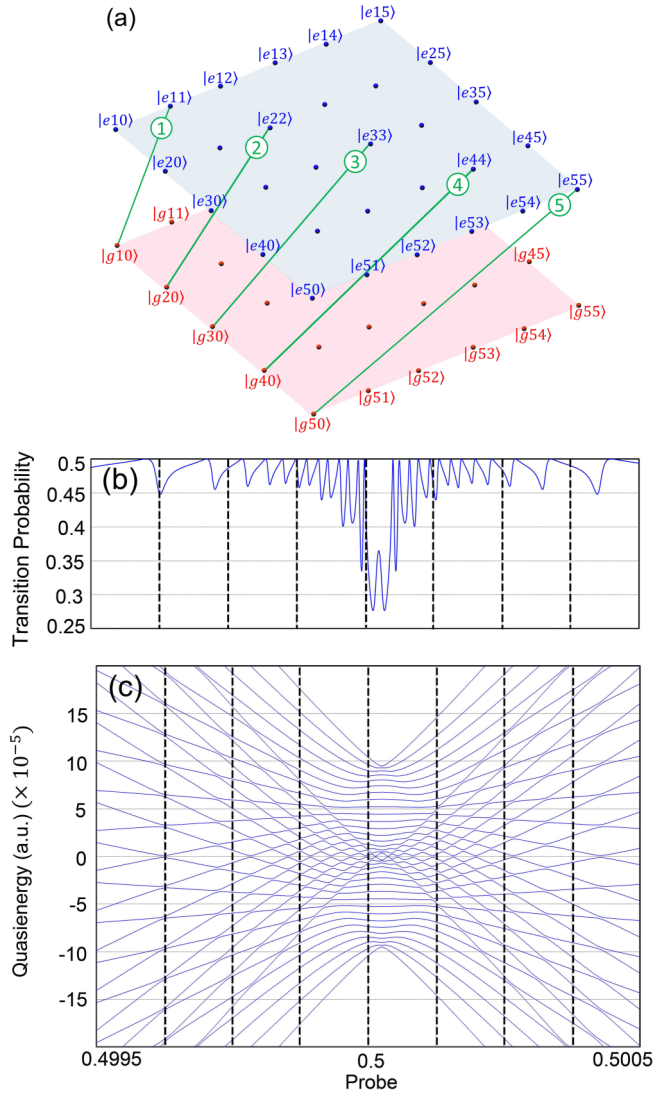 (a)
|e15⟩
|e14⟩
|e13⟩
|e25⟩
|e12⟩
|e11⟩
|e35⟩
|e10⟩
1
|e22⟩
2
|e33⟩
3
|e45⟩
|e20⟩
|e44⟩
4
|e55⟩
5
|e30⟩
|e54⟩
|g11⟩
|e53⟩
|g10⟩
|e40⟩
|e52⟩
|g45⟩
|e51⟩
|g20⟩
|e50⟩
|g55⟩
|g30⟩
|g54⟩
|g53⟩
|g40⟩
|g52⟩
|g51⟩
|g50⟩
(b)
Transition Probability
0.5
0.45
0.4
0.35
0.3
0.25
(c)
Quasienergy (a.u.) (× 10⁻⁵)
15
10
5
0
-5
-10
-15
0.4995 0.5 0.5005
Probe